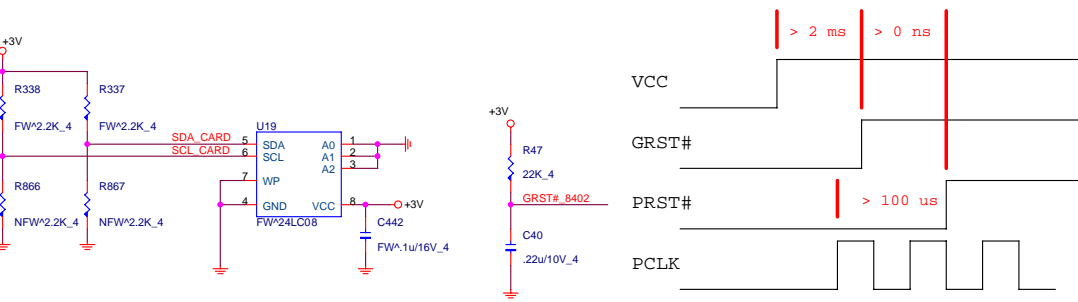 +3V
R338
R337
FW^2.2K_4
FW^2.2K_4
SDA_CARD
SCL_CARD
R866
R867
NFW^2.2K_4
NFW^2.2K_4
U19
5 SDA A0 1
6 SCL A1 2
A2 3
7 WP
4 GND VCC 8
FW^24LC08
+3V
C442
FW^.1u/16V_4
+3V
R47
22K_4
GRST#_8402
C40
.22u/10V_4
> 2 ms > 0 ns
VCC
GRST#
PRST# > 100 us
PCLK